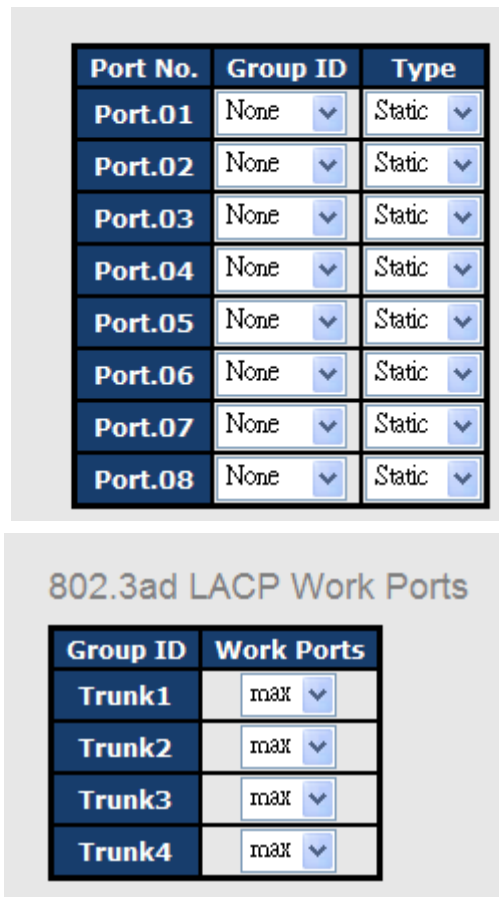 Port No. Group ID Type
Port.01 None Static
Port.02 None Static
Port.03 None Static
Port.04 None Static
Port.05 None Static
Port.06 None Static
Port.07 None Static
Port.08 None Static
802.3ad LACP Work Ports
Group ID Work Ports
Trunk1 max
Trunk2 max
Trunk3 max
Trunk4 max